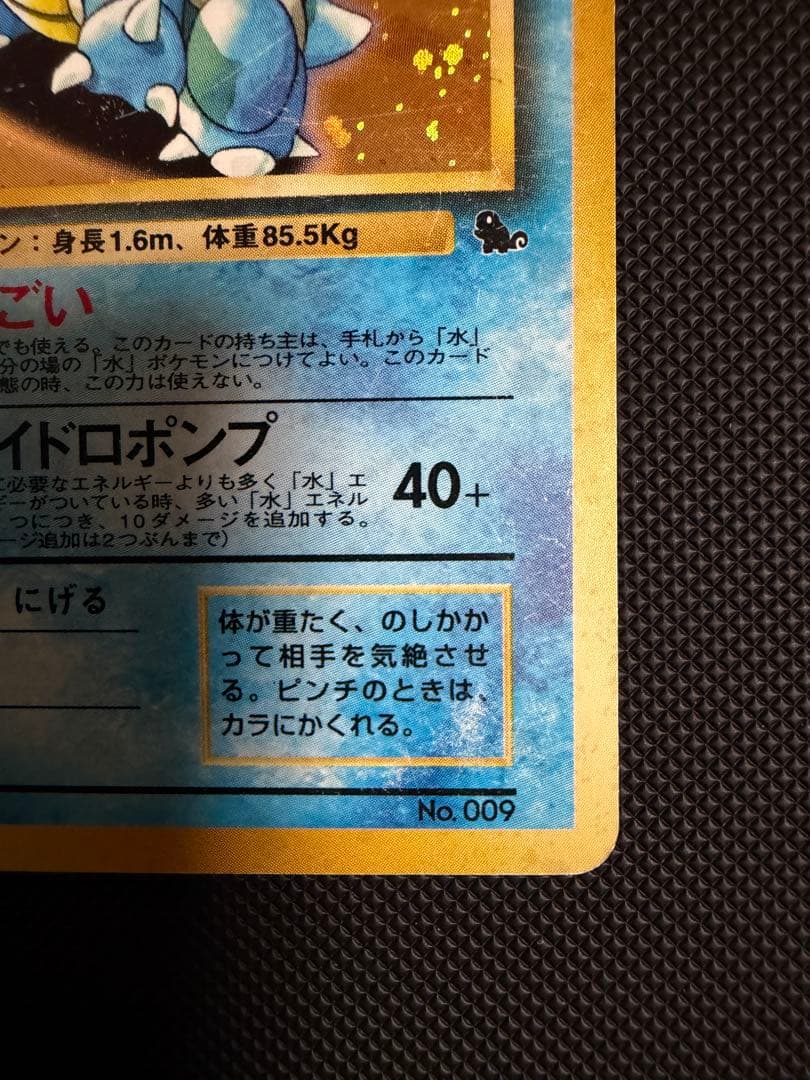 ン：身長1.6m、体重85.5Kg
ごい
でも使える。このカードの持ち主は、手札から「水」
分の場の「水」ポケモンにつけてよい。このカード
態の時、この力は使えない。
イドロポンプ
必要なエネルギーよりも多く「水」エ
ギーがついている時、多い「水」エネル
つにつき、10ダメージを追加する。
ージ追加は2つぶんまで）
40+
にげる
体が重たく、のしかか
って相手を気絶させ
る。ピンチのときは、
カラにかくれる。
No. 009